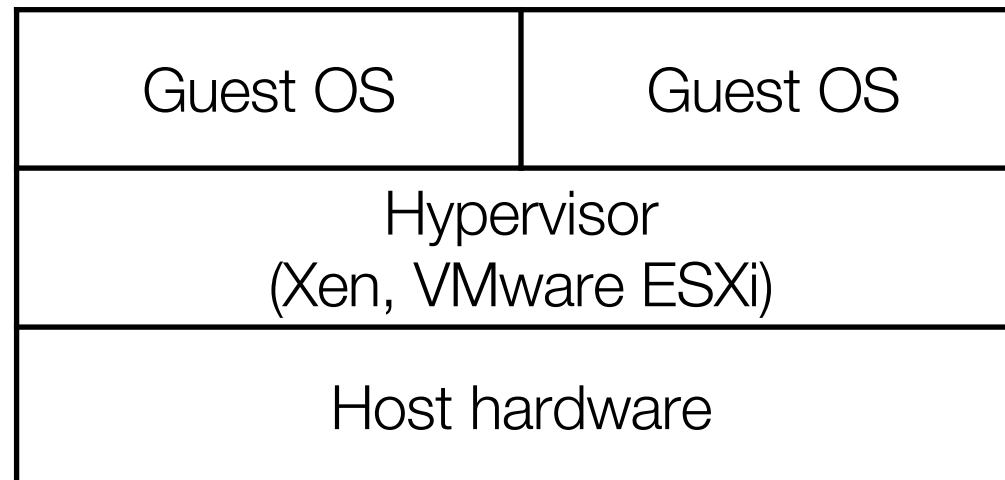 Guest OS
Guest OS
Hypervisor
(Xen, VMware ESXi)
Host hardware